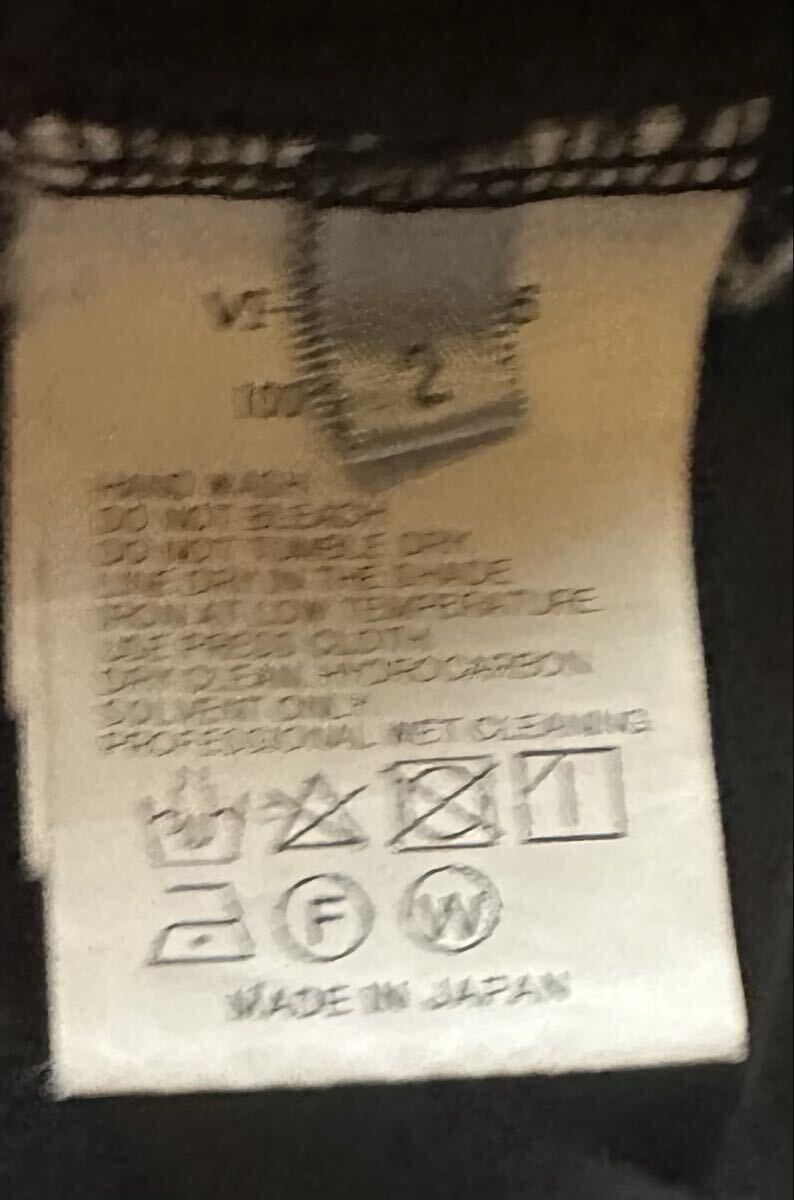 2
HAND WASH
DO NOT BLEACH
DO NOT TUMBLE DRY
LINE DRY IN THE SHADE
IRON AT LOW TEMPERATURE
USE PRESS CLOTH
DRY CLEAN, HYDROCARBON
SOLVENT ONLY
PROFESSIONAL WET CLEANING
F W
MADE IN JAPAN